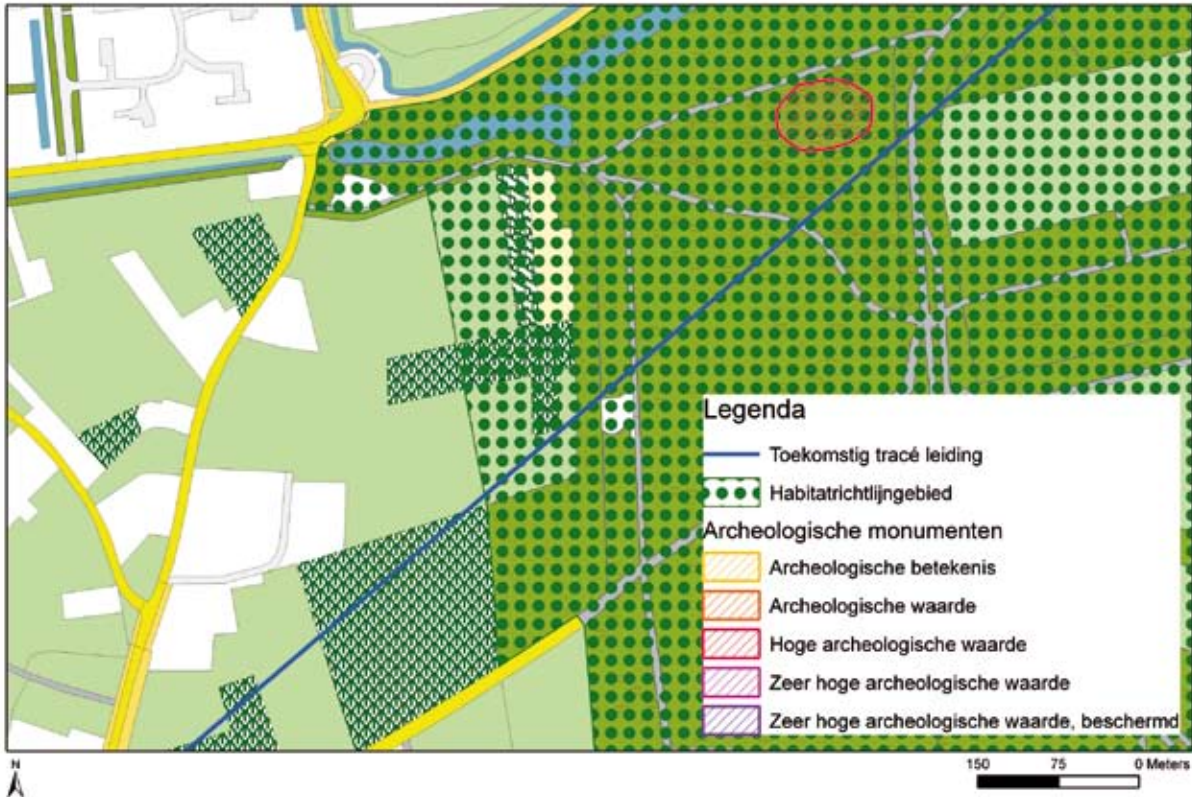 Legenda
Toekomstig tracé leiding
Habitatrichtlijngebied
Archeologische monumenten
Archeologische betekenis
Archeologische waarde
Hoge archeologische waarde
Zeer hoge archeologische waarde
Zeer hoge archeologische waarde, beschermd
N
150 75 0 Meters